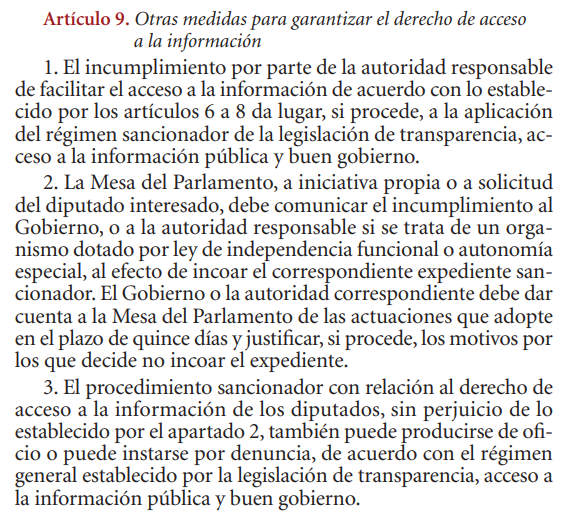 Artículo 9. Otras medidas para garantizar el derecho de acceso
a la información
1. El incumplimiento por parte de la autoridad responsable
de facilitar el acceso a la información de acuerdo con lo estable-
cido por los artículos 6 a 8 da lugar, si procede, a la aplicación
del régimen sancionador de la legislación de transparencia, ac-
ceso a la información pública y buen gobierno.
2. La Mesa del Parlamento, a iniciativa propia o a solicitud
del diputado interesado, debe comunicar el incumplimiento al
Gobierno, o a la autoridad responsable si se trata de un orga-
nismo dotado por ley de independencia funcional o autonomía
especial, al efecto de incoar el correspondiente expediente san-
cionador. El Gobierno o la autoridad correspondiente debe dar
cuenta a la Mesa del Parlamento de las actuaciones que adopte
en el plazo de quince días y justificar, si procede, los motivos por
los que decide no incoar el expediente.
3. El procedimiento sancionador con relación al derecho de
acceso a la información de los diputados, sin perjuicio de lo
establecido por el apartado 2, también puede producirse de ofi-
cio o puede instarse por denuncia, de acuerdo con el régimen
general establecido por la legislación de transparencia, acceso a
la información pública y buen gobierno.